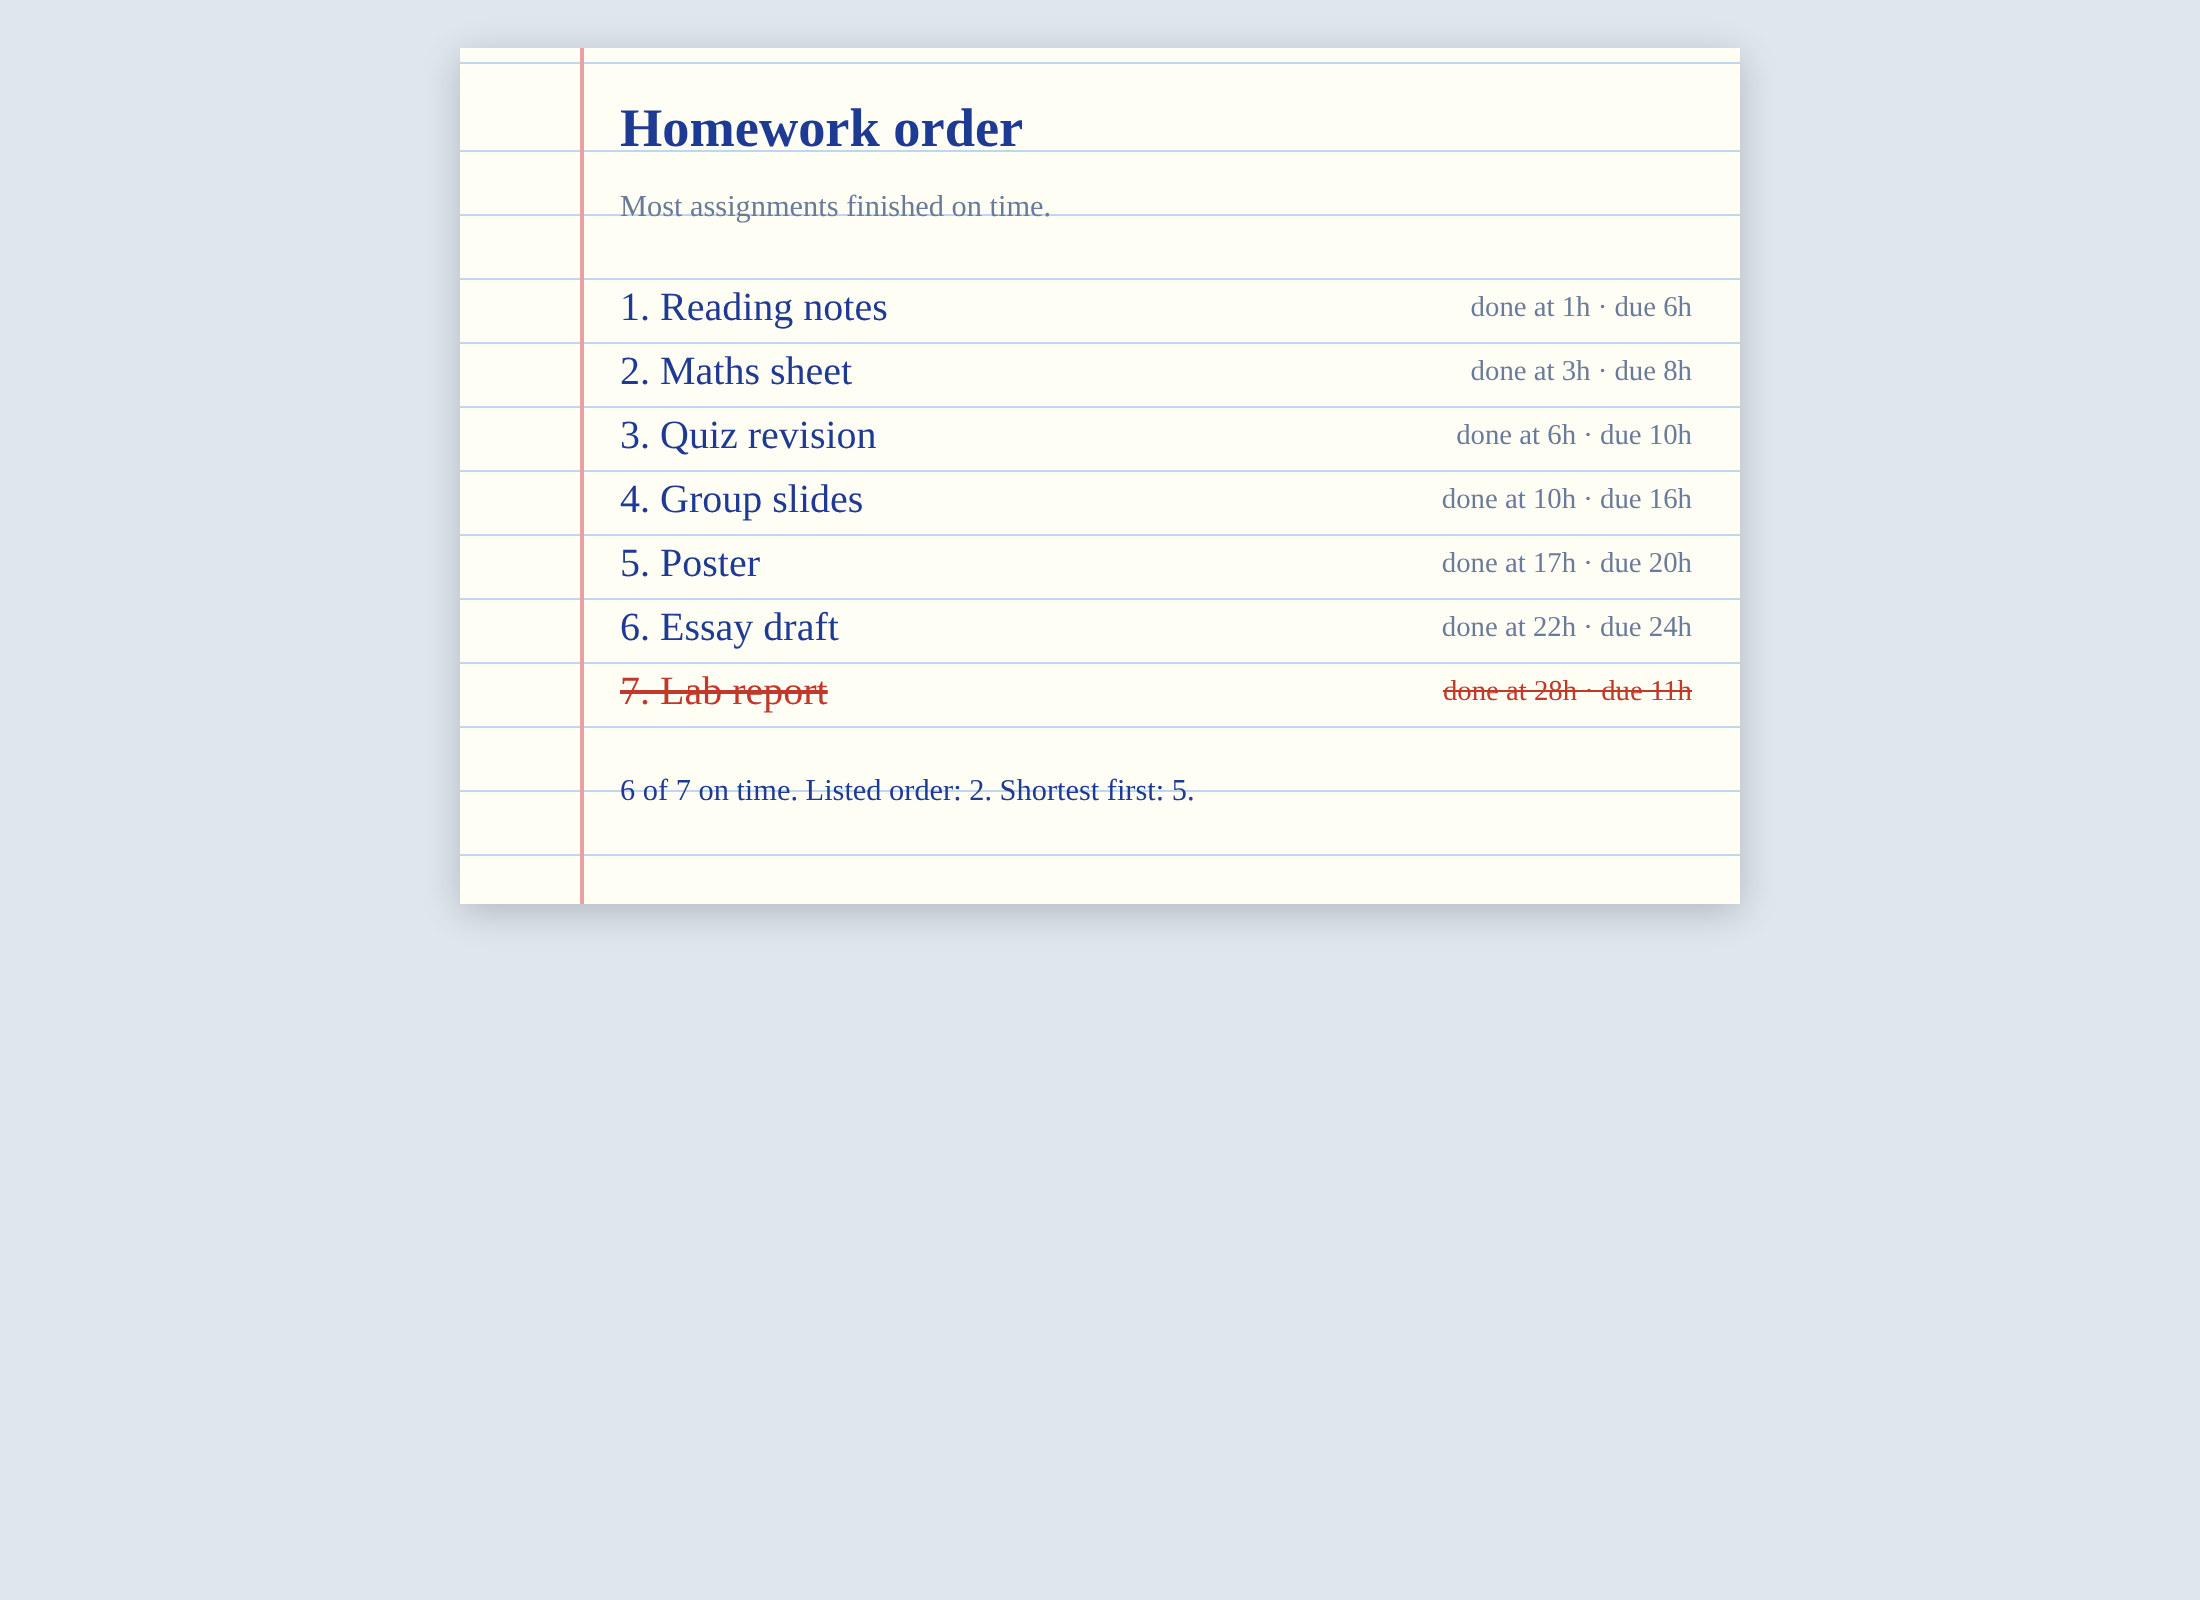 Homework order
Most assignments finished on time.
1. Reading notes done at 1h · due 6h
2. Maths sheet done at 3h · due 8h
3. Quiz revision done at 6h · due 10h
4. Group slides done at 10h · due 16h
5. Poster done at 17h · due 20h
6. Essay draft done at 22h · due 24h
7. Lab report done at 28h · due 11h
6 of 7 on time. Listed order: 2. Shortest first: 5.